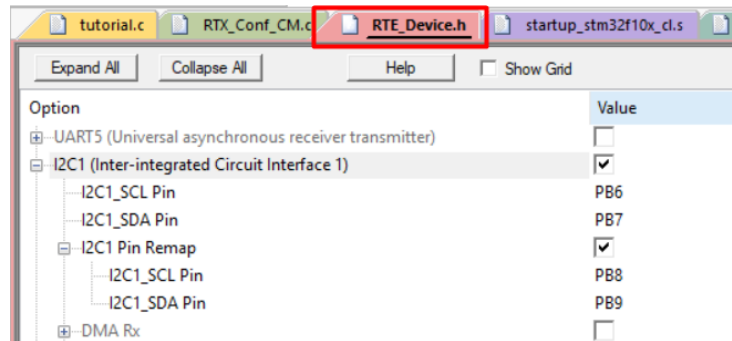 tutorial.c RTX_Conf_CM.c RTE_Device.h startup_stm32f10x_cl.s
Expand All Collapse All Help Show Grid
Option Value
UART5 (Universal asynchronous receiver transmitter)
I2C1 (Inter-integrated Circuit Interface 1)
I2C1_SCL Pin PB6
I2C1_SDA Pin PB7
I2C1 Pin Remap
I2C1_SCL Pin PB8
I2C1_SDA Pin PB9
DMA Rx